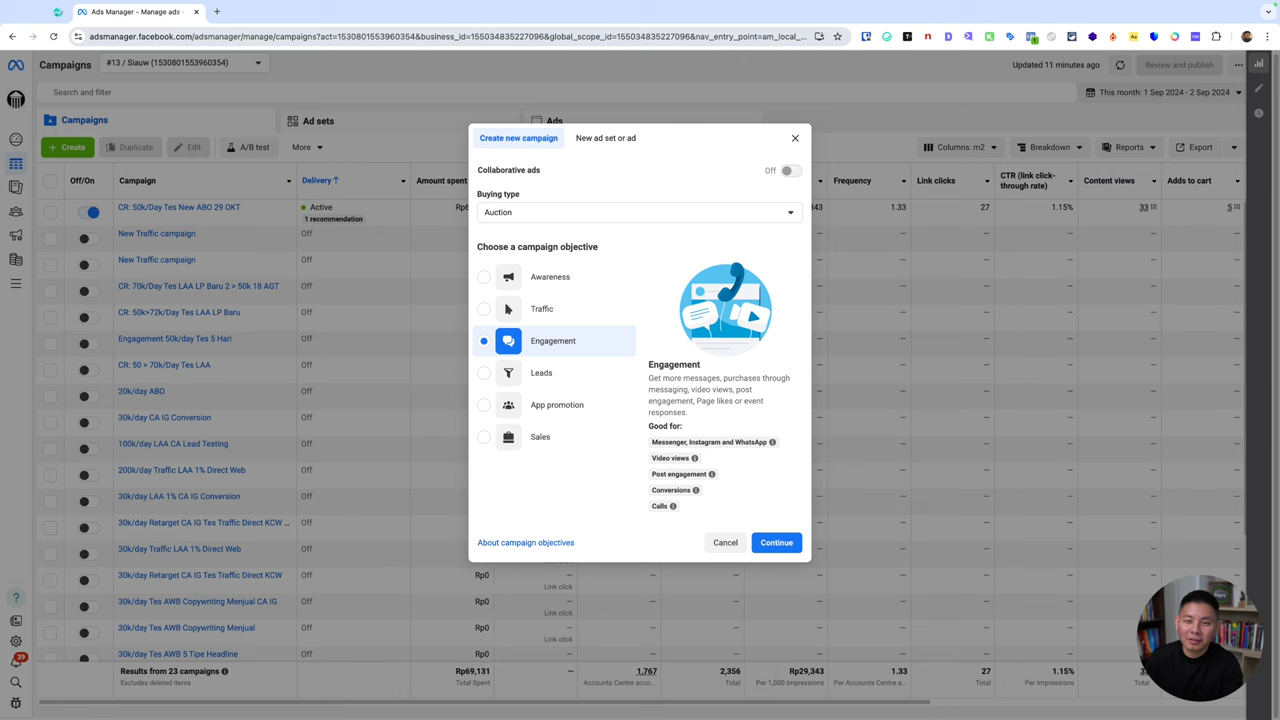 Ads Manager - Manage ads -
adsmanager.facebook.com/adsmanager/manage/campaigns?act=1530801553960354&business_id=155034835227096&global_scope_id=155034835227096&nav_entry_point=am_local_...
Campaigns
#13 / Siauw (1530801553960354)
Updated 11 minutes ago
Review and publish
Search and filter
This month: 1 Sep 2024 - 2 Sep 2024
Campaigns
Ad sets
Ads
+ Create
Duplicate
Edit
A/B test
More
Columns: m2
Breakdown
Reports
Export
Off/On
Campaign
Delivery ↑
Amount spent
Frequency
Link clicks
CTR (link click-through rate)
Content views
Adds to cart
CR: 50k/Day Tes New ABO 29 OKT
Active
1 recommendation
1.33
27
1.15%
33 [2]
5 [2]
New Traffic campaign
Off
New Traffic campaign
Off
CR: 70k/Day Tes LAA LP Baru 2 > 50k 18 AGT
Off
CR: 50k>72k/Day Tes LAA LP Baru
Off
Engagement 50k/day Tes 5 Hari
Off
CR: 50 > 70k/Day Tes LAA
Off
20k/day ABO
Off
30k/day CA IG Conversion
Off
100k/day LAA CA Lead Testing
Off
200k/day Traffic LAA 1% Direct Web
Off
30k/day LAA 1% CA IG Conversion
Off
30k/day Retarget CA IG Tes Traffic Direct KCW ...
Off
30k/day Traffic LAA 1% Direct Web
Off
30k/day Retarget CA IG Tes Traffic Direct KCW
Off
Rp0
Link click
30k/day Tes AWB Copywriting Menjual CA IG
Off
Rp0
Link click
30k/day Tes AWB Copywriting Menjual
Off
Rp0
Link click
30k/day Tes AWB 5 Tipe Headline
Off
Rp0
Results from 23 campaigns
Excludes deleted items
Rp69,131
Total Spent
1,767
Accounts Centre acco...
2,356
Total
Rp29,343
Per 1,000 Impressions
1.33
Per Accounts Centre a...
27
Total
1.15%
Per Impressions
Total
39
Create new campaign
New ad set or ad
Collaborative ads
Off
Buying type
Auction
Choose a campaign objective
Awareness
Traffic
Engagement
Leads
App promotion
Sales
Engagement
Get more messages, purchases through
messaging, video views, post
engagement, Page likes or event
responses.
Good for:
Messenger, Instagram and WhatsApp
Video views
Post engagement
Conversions
Calls
About campaign objectives
Cancel
Continue